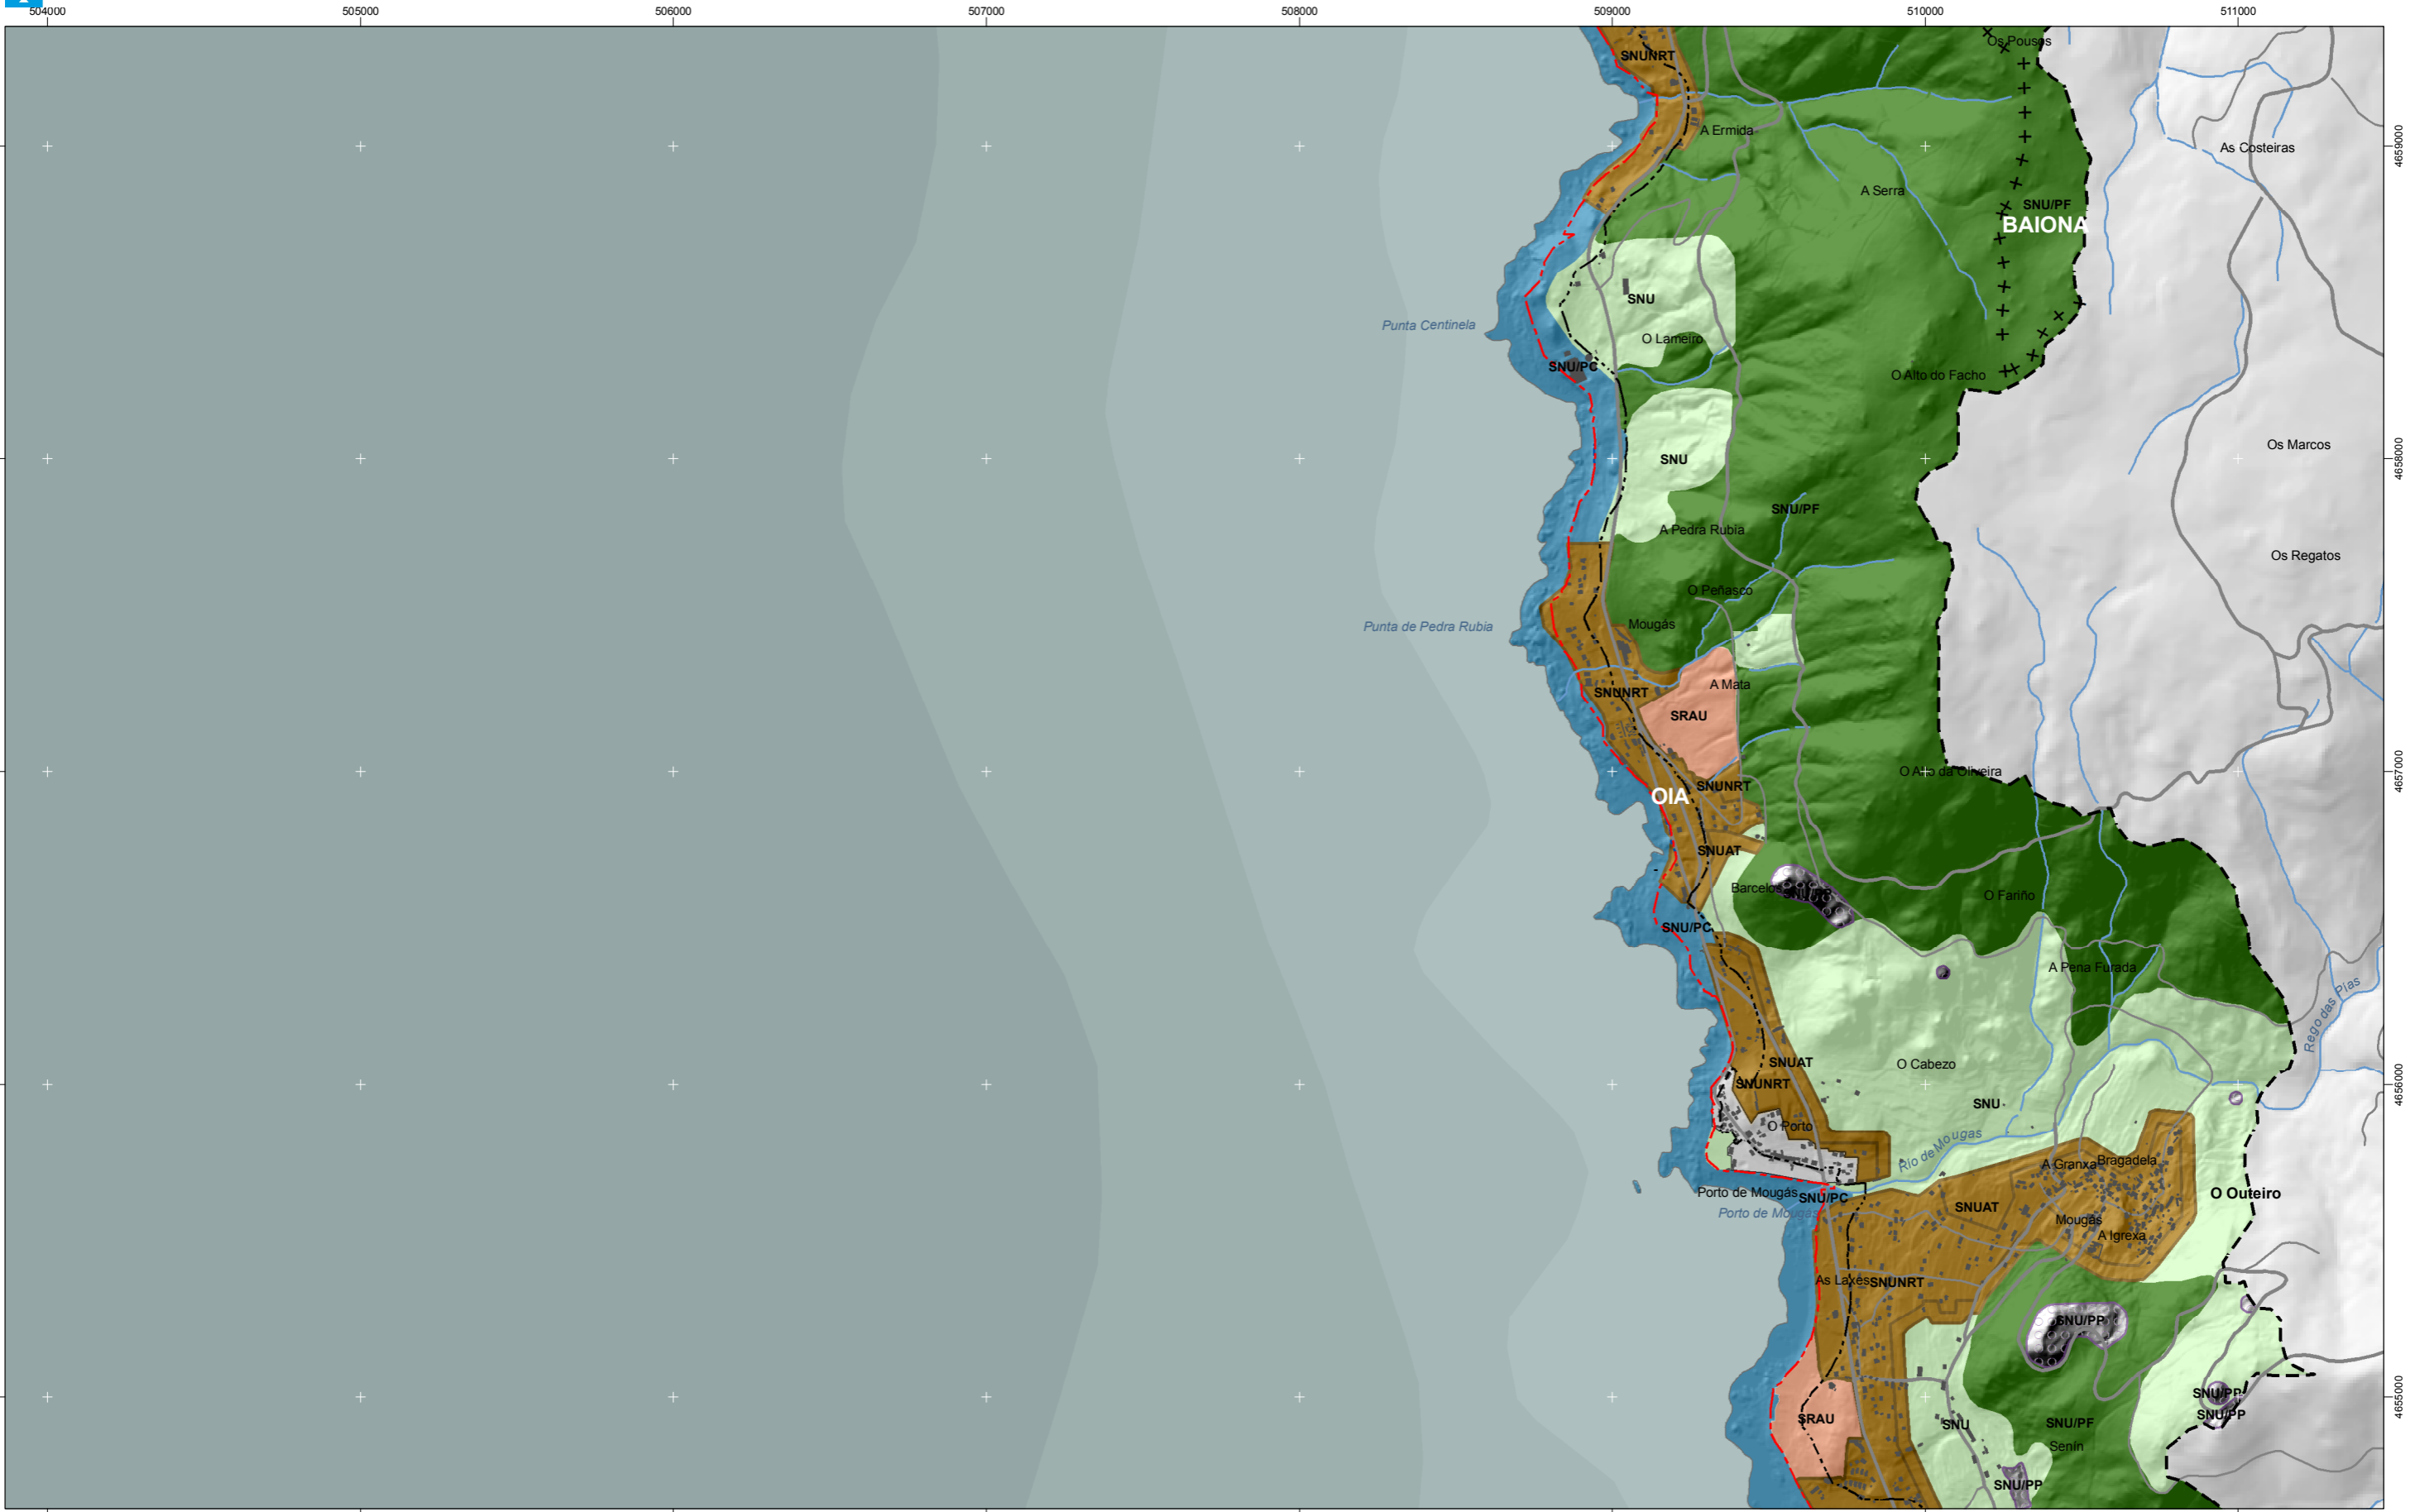 504000
505000
506000
507000
508000
509000
510000
511000
Os Pousos
SNUNRT
A Ermida
4659000
As Costeiras
A Serra
SNU/PF
BAIONA
SNU
Punta Centinela
O Lameiro
SNU/PC
O Alto do Facho
Os Marcos
4658000
SNU
SNU/PF
A Pedra Rubia
Os Regatos
O Peñasco
Mougás
Punta de Pedra Rubia
A Mata
SNUNRT
SRAU
O Alto da Oliveira
4657000
SNUNRT
OIA
SNUAT
Barcelos
SNU/PP
O Fariño
SNU/PC
A Pena Furada
Rego das Pias
SNUAT
O Cabezo
SNUNRT
4656000
SNU
O Porto
Rio de Mougas
A Granxa
Bragadela
Porto de Mougás
SNU/PC
O Outeiro
Porto de Mougás
SNUAT
Mougás
A Igrexa
As Laxes
SNUNRT
SNU/PP
SNU/PP
4655000
SNU/PP
SRAU
SNU
SNU/PF
Senín
SNU/PP